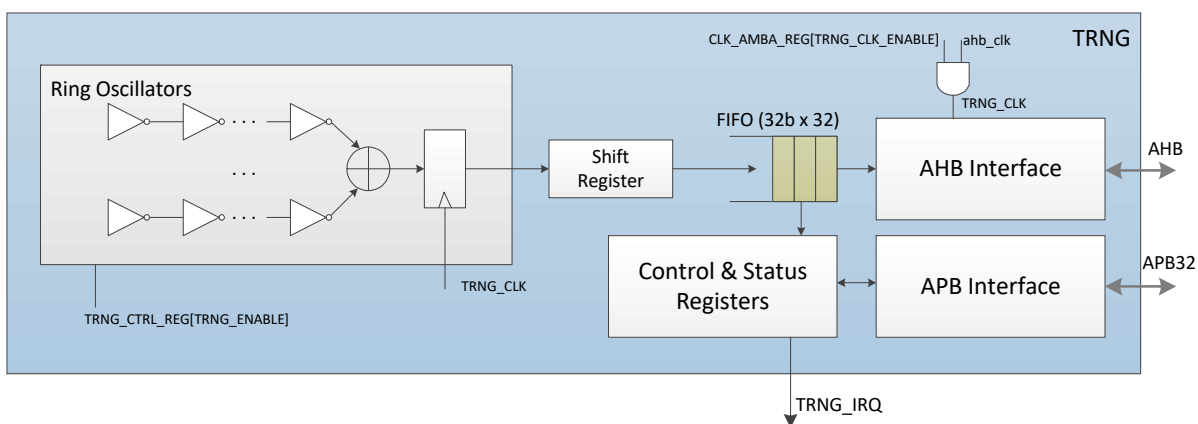 CLK_AMBA_REG[TRNG_CLK_ENABLE]
ahb_clk
TRNG
Ring Oscillators
TRNG_CLK
FIFO (32b x 32)
AHB
Shift
Register
AHB Interface
...
...
...
Control & Status
Registers
APB Interface
APB32
TRNG_CLK
TRNG_CTRL_REG[TRNG_ENABLE]
TRNG_IRQ